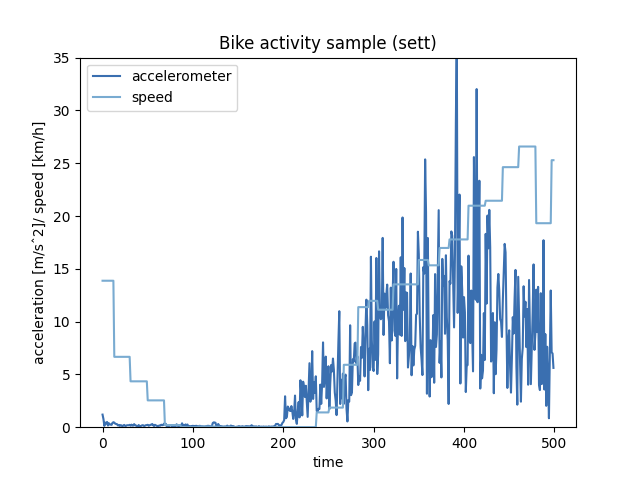 Bike activity sample (sett)
accelerometer
speed
acceleration [m/s^2]/ speed [km/h]
35
30
25
20
15
10
5
0
0 100 200 300 400 500
time